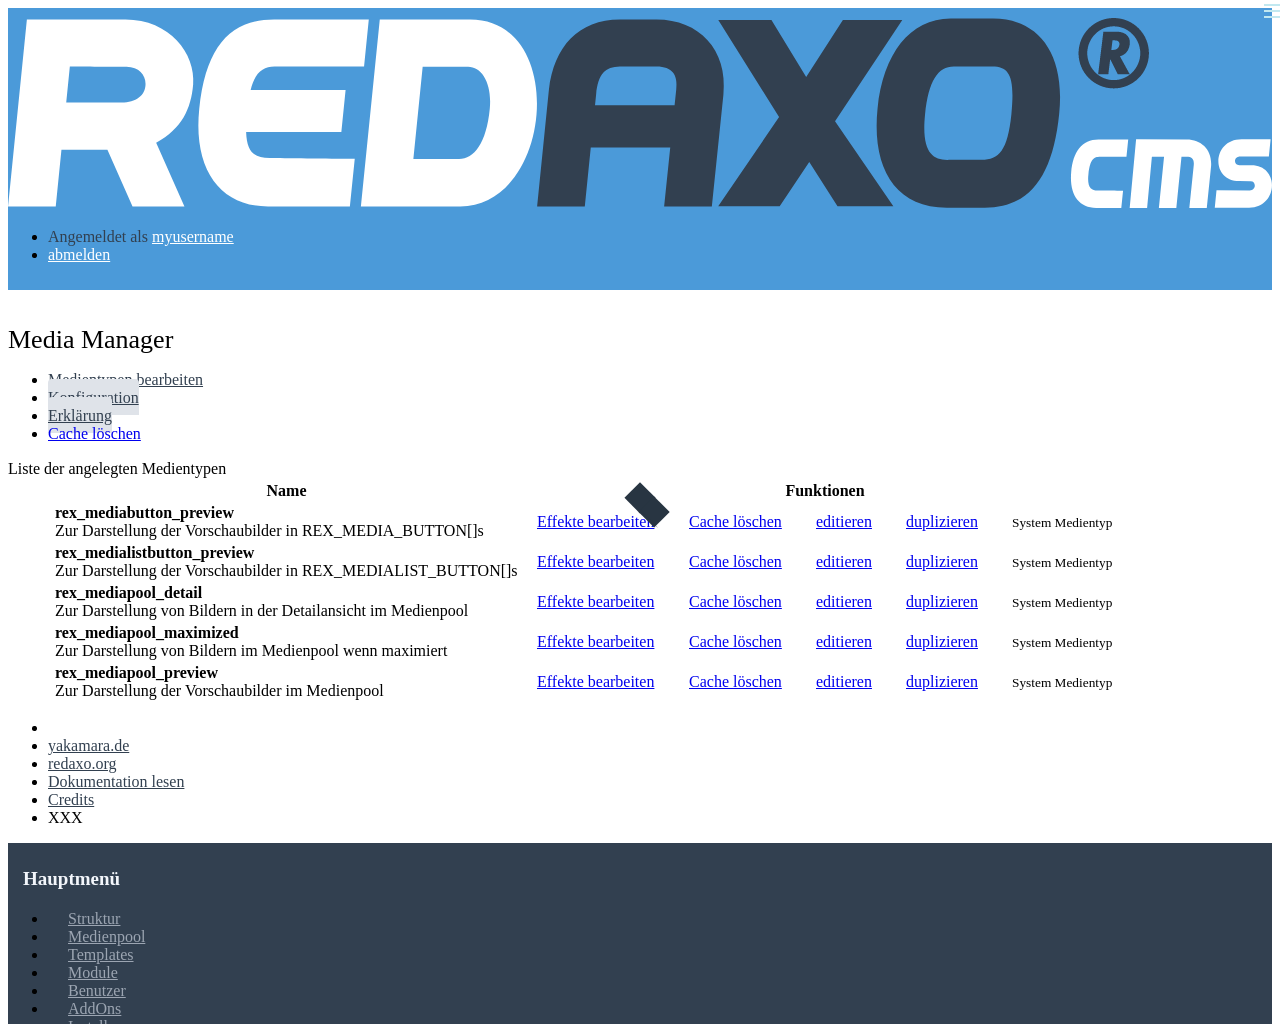 REDAXO®
cms
Angemeldet als myusername
abmelden
Media Manager
Medientypen bearbeiten
Konfiguration
Erklärung
Cache löschen
Liste der angelegten Medientypen
Name Funktionen
rex_mediabutton_preview
Zur Darstellung der Vorschaubilder in REX_MEDIA_BUTTON[]s Effekte bearbeiten Cache löschen editieren duplizieren System Medientyp
rex_medialistbutton_preview
Zur Darstellung der Vorschaubilder in REX_MEDIALIST_BUTTON[]s Effekte bearbeiten Cache löschen editieren duplizieren System Medientyp
rex_mediapool_detail
Zur Darstellung von Bildern in der Detailansicht im Medienpool Effekte bearbeiten Cache löschen editieren duplizieren System Medientyp
rex_mediapool_maximized
Zur Darstellung von Bildern im Medienpool wenn maximiert Effekte bearbeiten Cache löschen editieren duplizieren System Medientyp
rex_mediapool_preview
Zur Darstellung der Vorschaubilder im Medienpool Effekte bearbeiten Cache löschen editieren duplizieren System Medientyp
yakamara.de
redaxo.org
Dokumentation lesen
Credits
XXX
Hauptmenü
Struktur
Medienpool
Templates
Module
Benutzer
AddOns